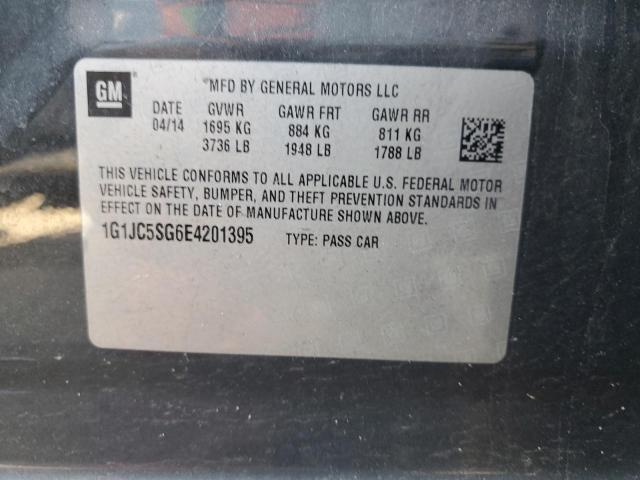 GM
MFD BY GENERAL MOTORS LLC
DATE GVWR GAWR FRT GAWR RR
04/14 1695 KG 884 KG 811 KG
3736 LB 1948 LB 1788 LB
THIS VEHICLE CONFORMS TO ALL APPLICABLE U.S. FEDERAL MOTOR
VEHICLE SAFETY, BUMPER, AND THEFT PREVENTION STANDARDS IN
EFFECT ON THE DATE OF MANUFACTURE SHOWN ABOVE.
1G1JC5SG6E4201395 TYPE: PASS CAR